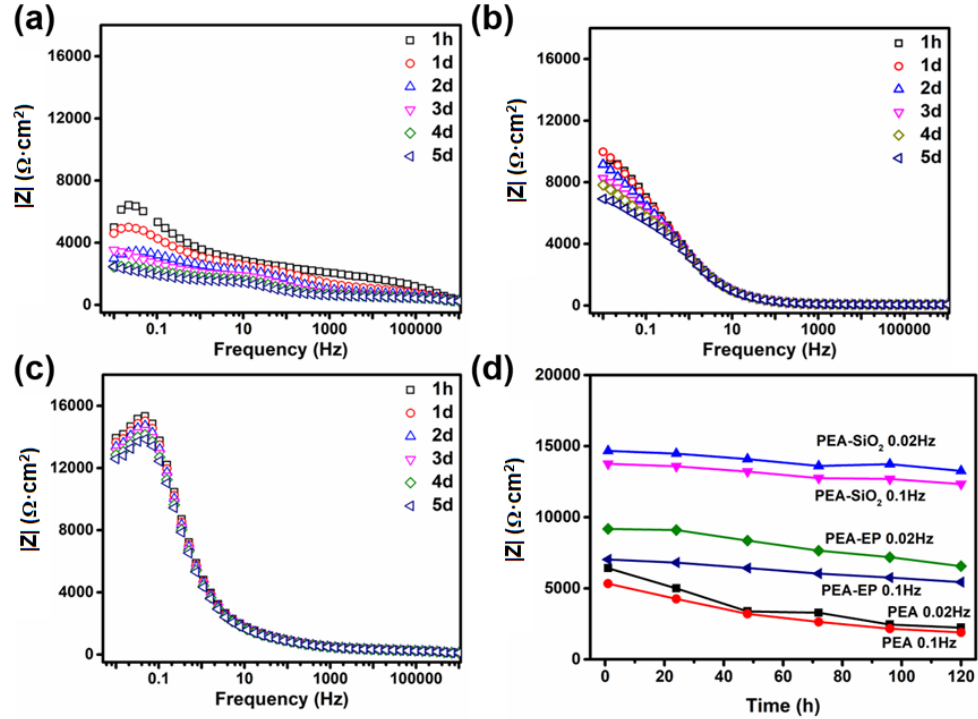 (a)
16000
12000
8000
4000
0
|Z| (Ω·cm²)
0.1
10
1000
100000
Frequency (Hz)
1h
1d
2d
3d
4d
5d
(b)
16000
12000
8000
4000
0
|Z| (Ω·cm²)
0.1
10
1000
100000
Frequency (Hz)
1h
1d
2d
3d
4d
5d
(c)
16000
12000
8000
4000
0
|Z| (Ω·cm²)
0.1
10
1000
100000
Frequency (Hz)
1h
1d
2d
3d
4d
5d
(d)
20000
15000
10000
5000
0
|Z| (Ω·cm²)
PEA-SiO₂ 0.02Hz
PEA-SiO₂ 0.1Hz
PEA-EP 0.02Hz
PEA-EP 0.1Hz
PEA 0.02Hz
PEA 0.1Hz
0
20
40
60
80
100
120
Time (h)